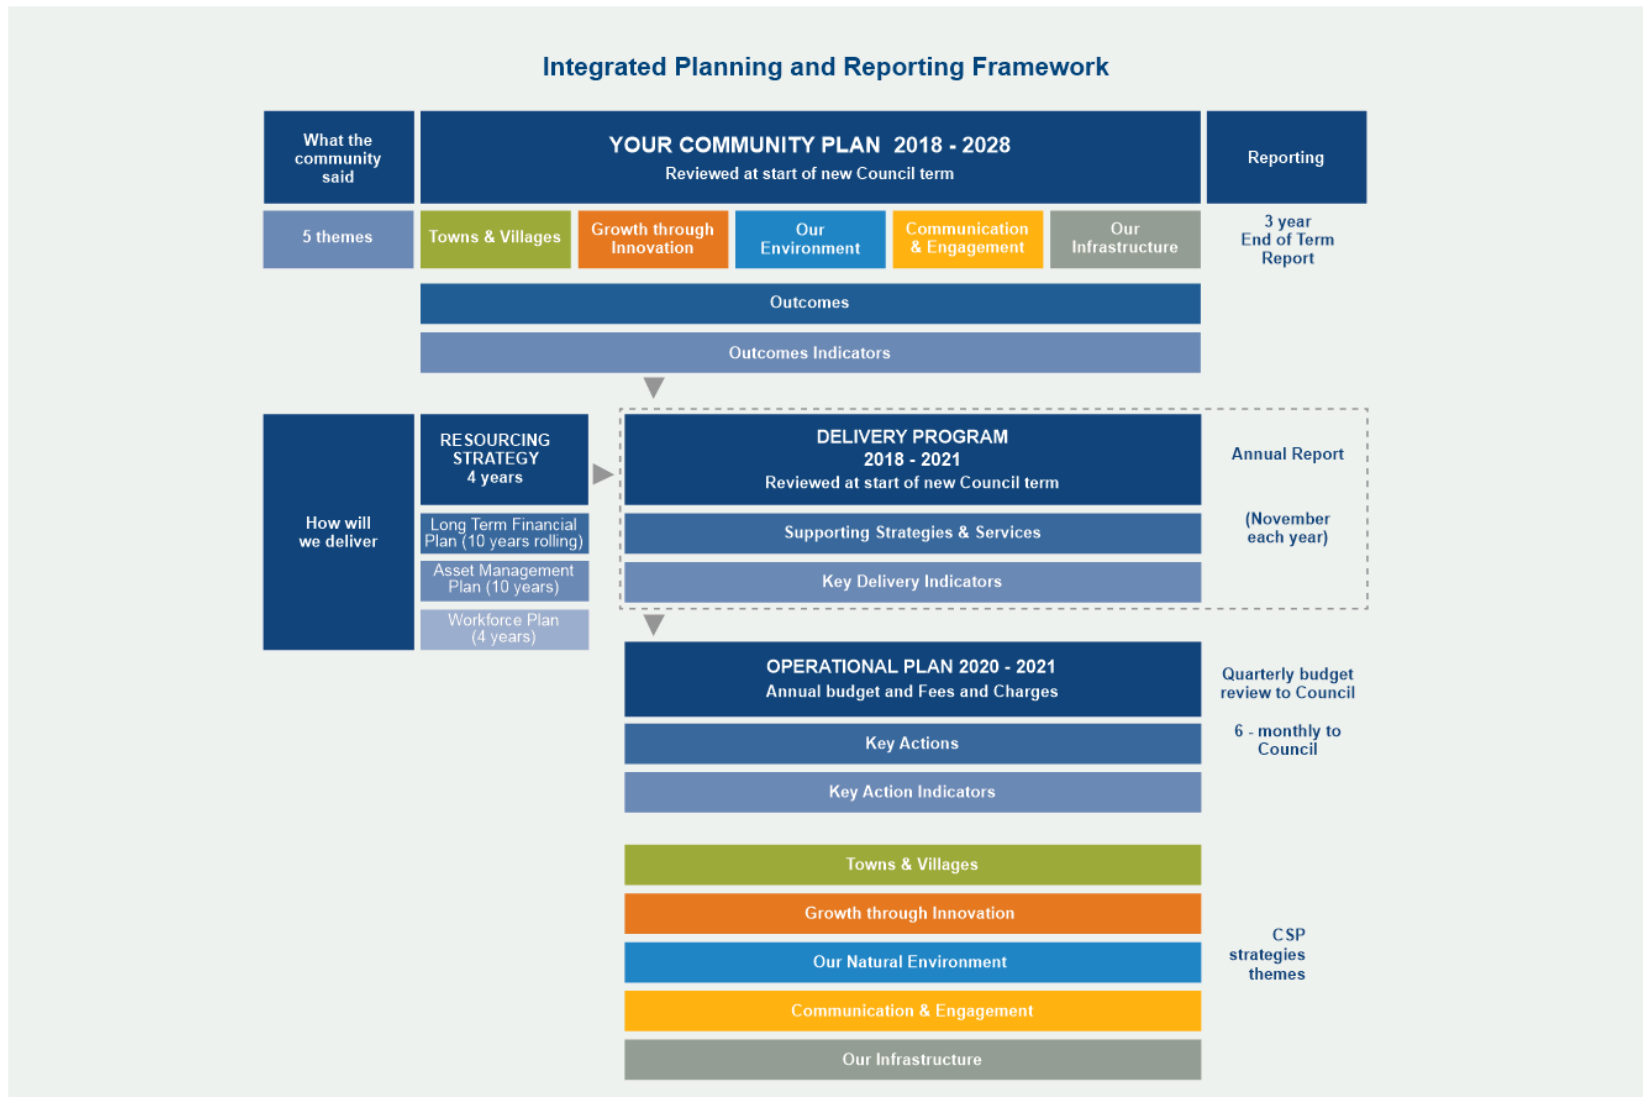 Integrated Planning and Reporting Framework
What the
community
said
YOUR COMMUNITY PLAN 2018 - 2028
Reviewed at start of new Council term
Reporting
5 themes
Towns & Villages
Growth through
Innovation
Our
Environment
Communication
& Engagement
Our
Infrastructure
3 year
End of Term
Report
Outcomes
Outcomes Indicators
How will
we deliver
RESOURCING
STRATEGY
4 years
Long Term Financial
Plan (10 years rolling)
Asset Management
Plan (10 years)
Workforce Plan
(4 years)
DELIVERY PROGRAM
2018 - 2021
Reviewed at start of new Council term
Supporting Strategies & Services
Key Delivery Indicators
Annual Report
(November
each year)
OPERATIONAL PLAN 2020 - 2021
Annual budget and Fees and Charges
Key Actions
Key Action Indicators
Quarterly budget
review to Council
6 - monthly to
Council
Towns & Villages
Growth through Innovation
Our Natural Environment
Communication & Engagement
Our Infrastructure
CSP
strategies
themes